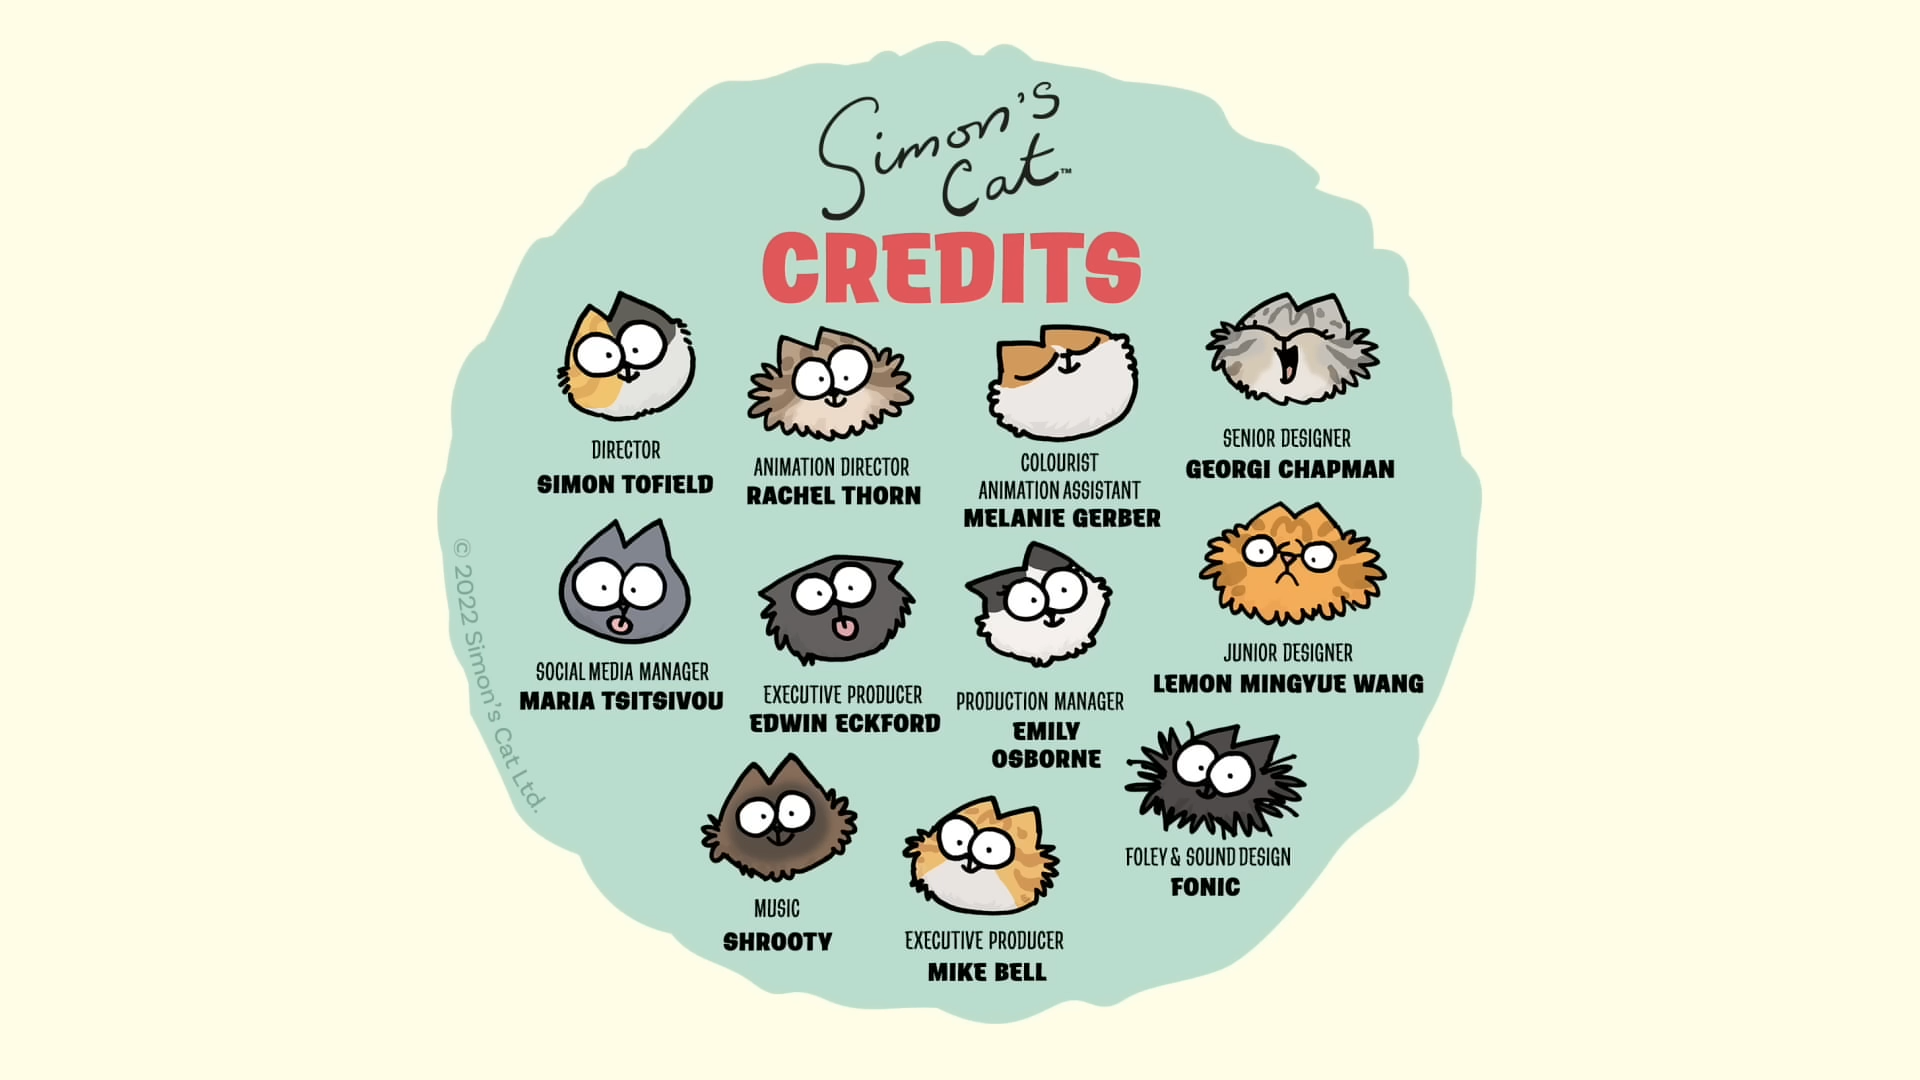 Simon's
Cat™
CREDITS
DIRECTOR
SIMON TOFIELD
ANIMATION DIRECTOR
RACHEL THORN
COLOURIST
ANIMATION ASSISTANT
MELANIE GERBER
SENIOR DESIGNER
GEORGI CHAPMAN
SOCIAL MEDIA MANAGER
MARIA TSITSIVOU
EXECUTIVE PRODUCER
EDWIN ECKFORD
PRODUCTION MANAGER
EMILY
OSBORNE
JUNIOR DESIGNER
LEMON MINGYUE WANG
MUSIC
SHROOTY
EXECUTIVE PRODUCER
MIKE BELL
FOLEY & SOUND DESIGN
FONIC
© 2022 Simon's Cat Ltd.